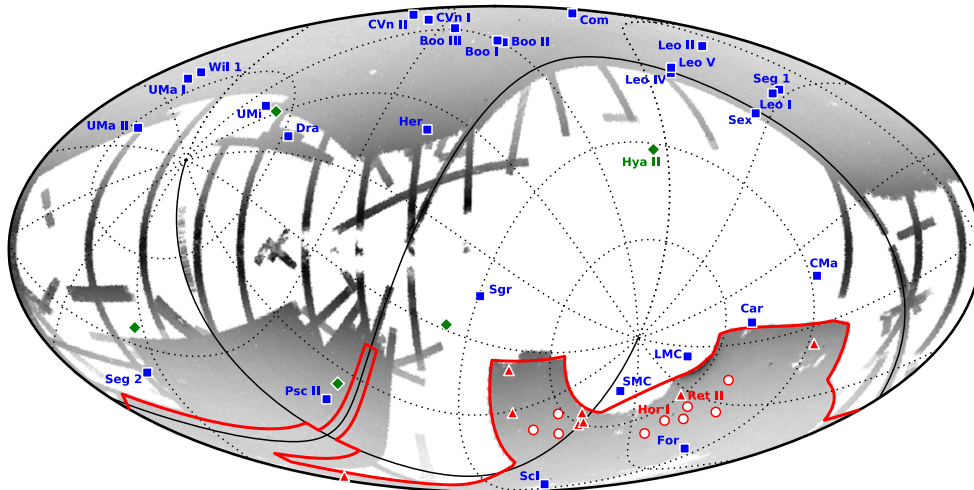 CVn II
CVn I
Com
Boo III
Boo II
Boo I
Leo II
Wil 1
UMa I
Leo V
Leo IV
Seg 1
Leo I
UMi
Sex
UMa II
Dra
Her
Hya II
CMa
Sgr
Car
LMC
Seg 2
Psc II
SMC
Ret II
Hor I
For
Scl